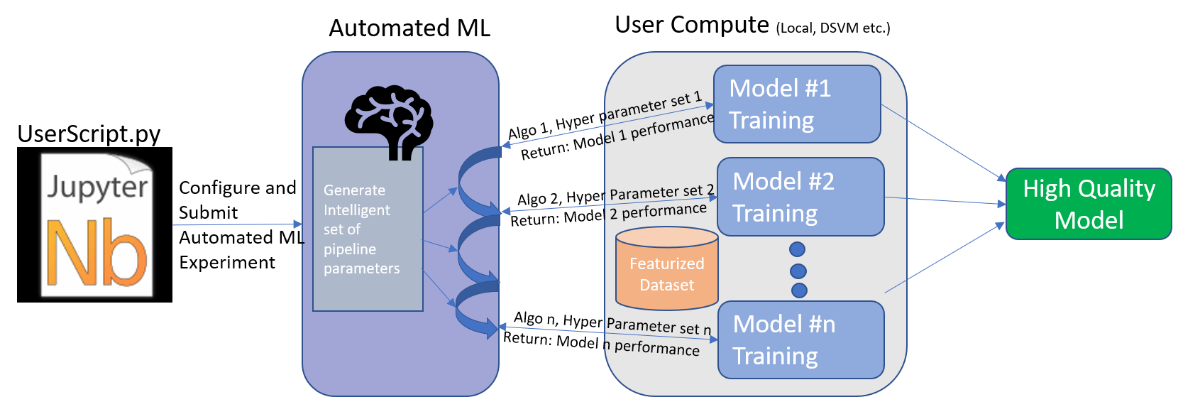 Automated ML
User Compute (Local, DSVM etc.)
UserScript.py
Jupyter
Nb
Configure and
Submit
Automated ML
Experiment
Generate
Intelligent
set of
pipeline
parameters
Algo 1, Hyper parameter set 1
Return: Model 1 performance
Algo 2, Hyper Parameter set 2
Return: Model 2 performance
Algo n, Hyper Parameter set n
Return: Model n performance
Model #1
Training
Model #2
Training
Featurized
Dataset
Model #n
Training
High Quality
Model